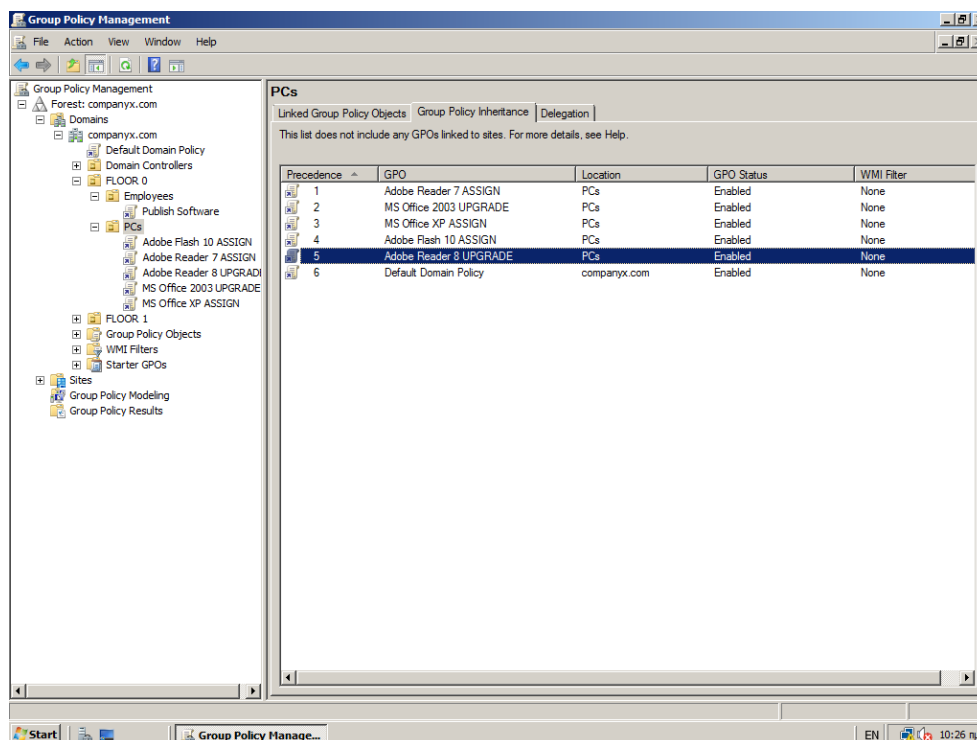 Group Policy Management
File Action View Window Help
Group Policy Management
Forest: companyx.com
Domains
companyx.com
Default Domain Policy
Domain Controllers
FLOOR 0
Employees
Publish Software
PCs
Adobe Flash 10 ASSIGN
Adobe Reader 7 ASSIGN
Adobe Reader 8 UPGRADI
MS Office 2003 UPGRADE
MS Office XP ASSIGN
FLOOR 1
Group Policy Objects
WMI Filters
Starter GPOs
Sites
Group Policy Modeling
Group Policy Results
PCs
Linked Group Policy Objects Group Policy Inheritance Delegation
This list does not include any GPOs linked to sites. For more details, see Help.
Precedence GPO Location GPO Status WMI Filter
1 Adobe Reader 7 ASSIGN PCs Enabled None
2 MS Office 2003 UPGRADE PCs Enabled None
3 MS Office XP ASSIGN PCs Enabled None
4 Adobe Flash 10 ASSIGN PCs Enabled None
5 Adobe Reader 8 UPGRADE PCs Enabled None
6 Default Domain Policy companyx.com Enabled None
Start Group Policy Manage... EN 10:26